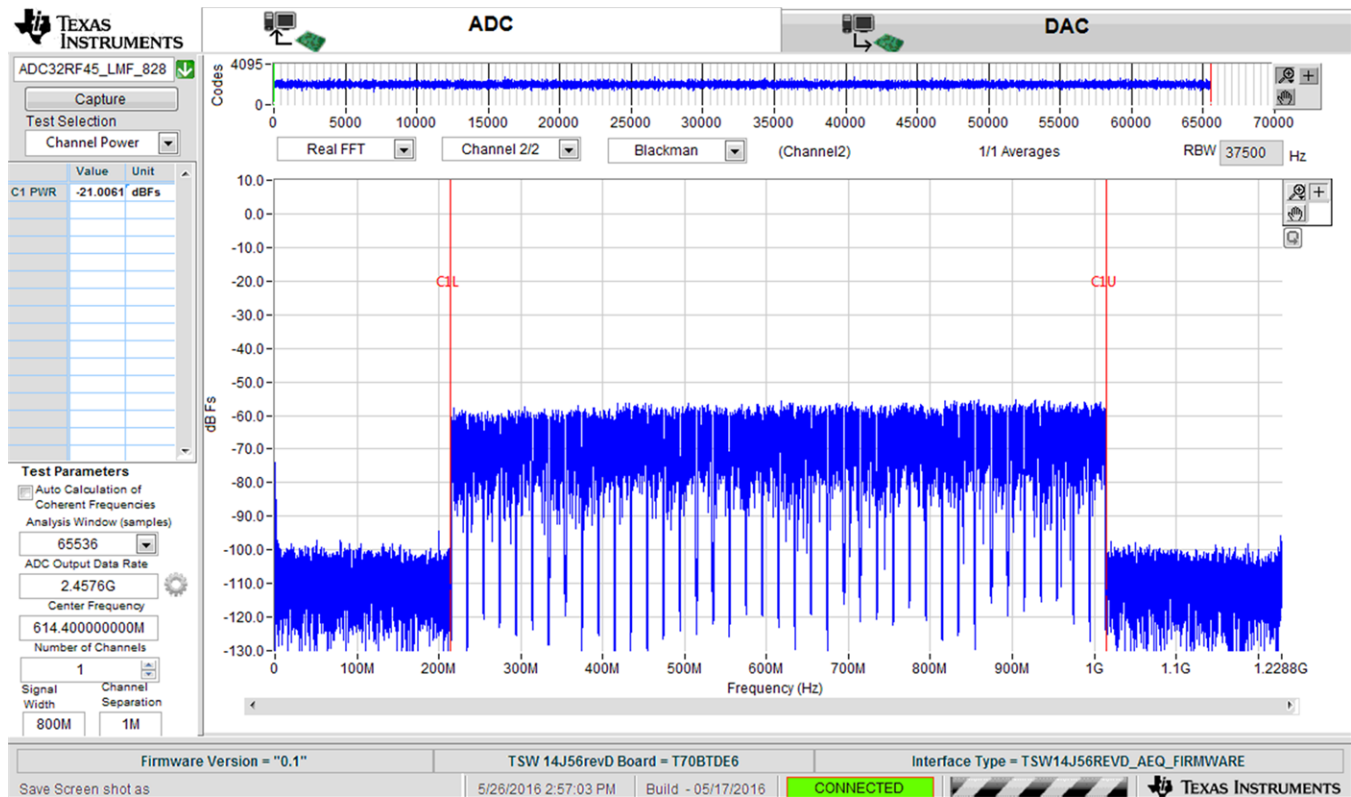 TEXAS INSTRUMENTS
ADC
DAC
ADC32RF45_LMF_828
Capture
Test Selection
Channel Power
Value Unit
C1 PWR -21.0061 dBFs
Codes
4095
0
0 5000 10000 15000 20000 25000 30000 35000 40000 45000 50000 55000 60000 65000 70000
Real FFT
Channel 2/2
Blackman
(Channel2)
1/1 Averages
RBW 37500 Hz
dB Fs
10.0
0.0
-10.0
-20.0
-30.0
-40.0
-50.0
-60.0
-70.0
-80.0
-90.0
-100.0
-110.0
-120.0
-130.0
C1L
C1U
0 100M 200M 300M 400M 500M 600M 700M 800M 900M 1G 1.1G 1.2288G
Frequency (Hz)
Test Parameters
Auto Calculation of
Coherent Frequencies
Analysis Window (samples)
65536
ADC Output Data Rate
2.4576G
Center Frequency
614.400000000M
Number of Channels
1
Signal Width
Channel Separation
800M
1M
Firmware Version = "0.1"
TSW 14J56revD Board = T70BTDE6
Interface Type = TSW14J56REVD_AEQ_FIRMWARE
Save Screen shot as
5/26/2016 2:57:03 PM
Build - 05/17/2016
CONNECTED
TEXAS INSTRUMENTS